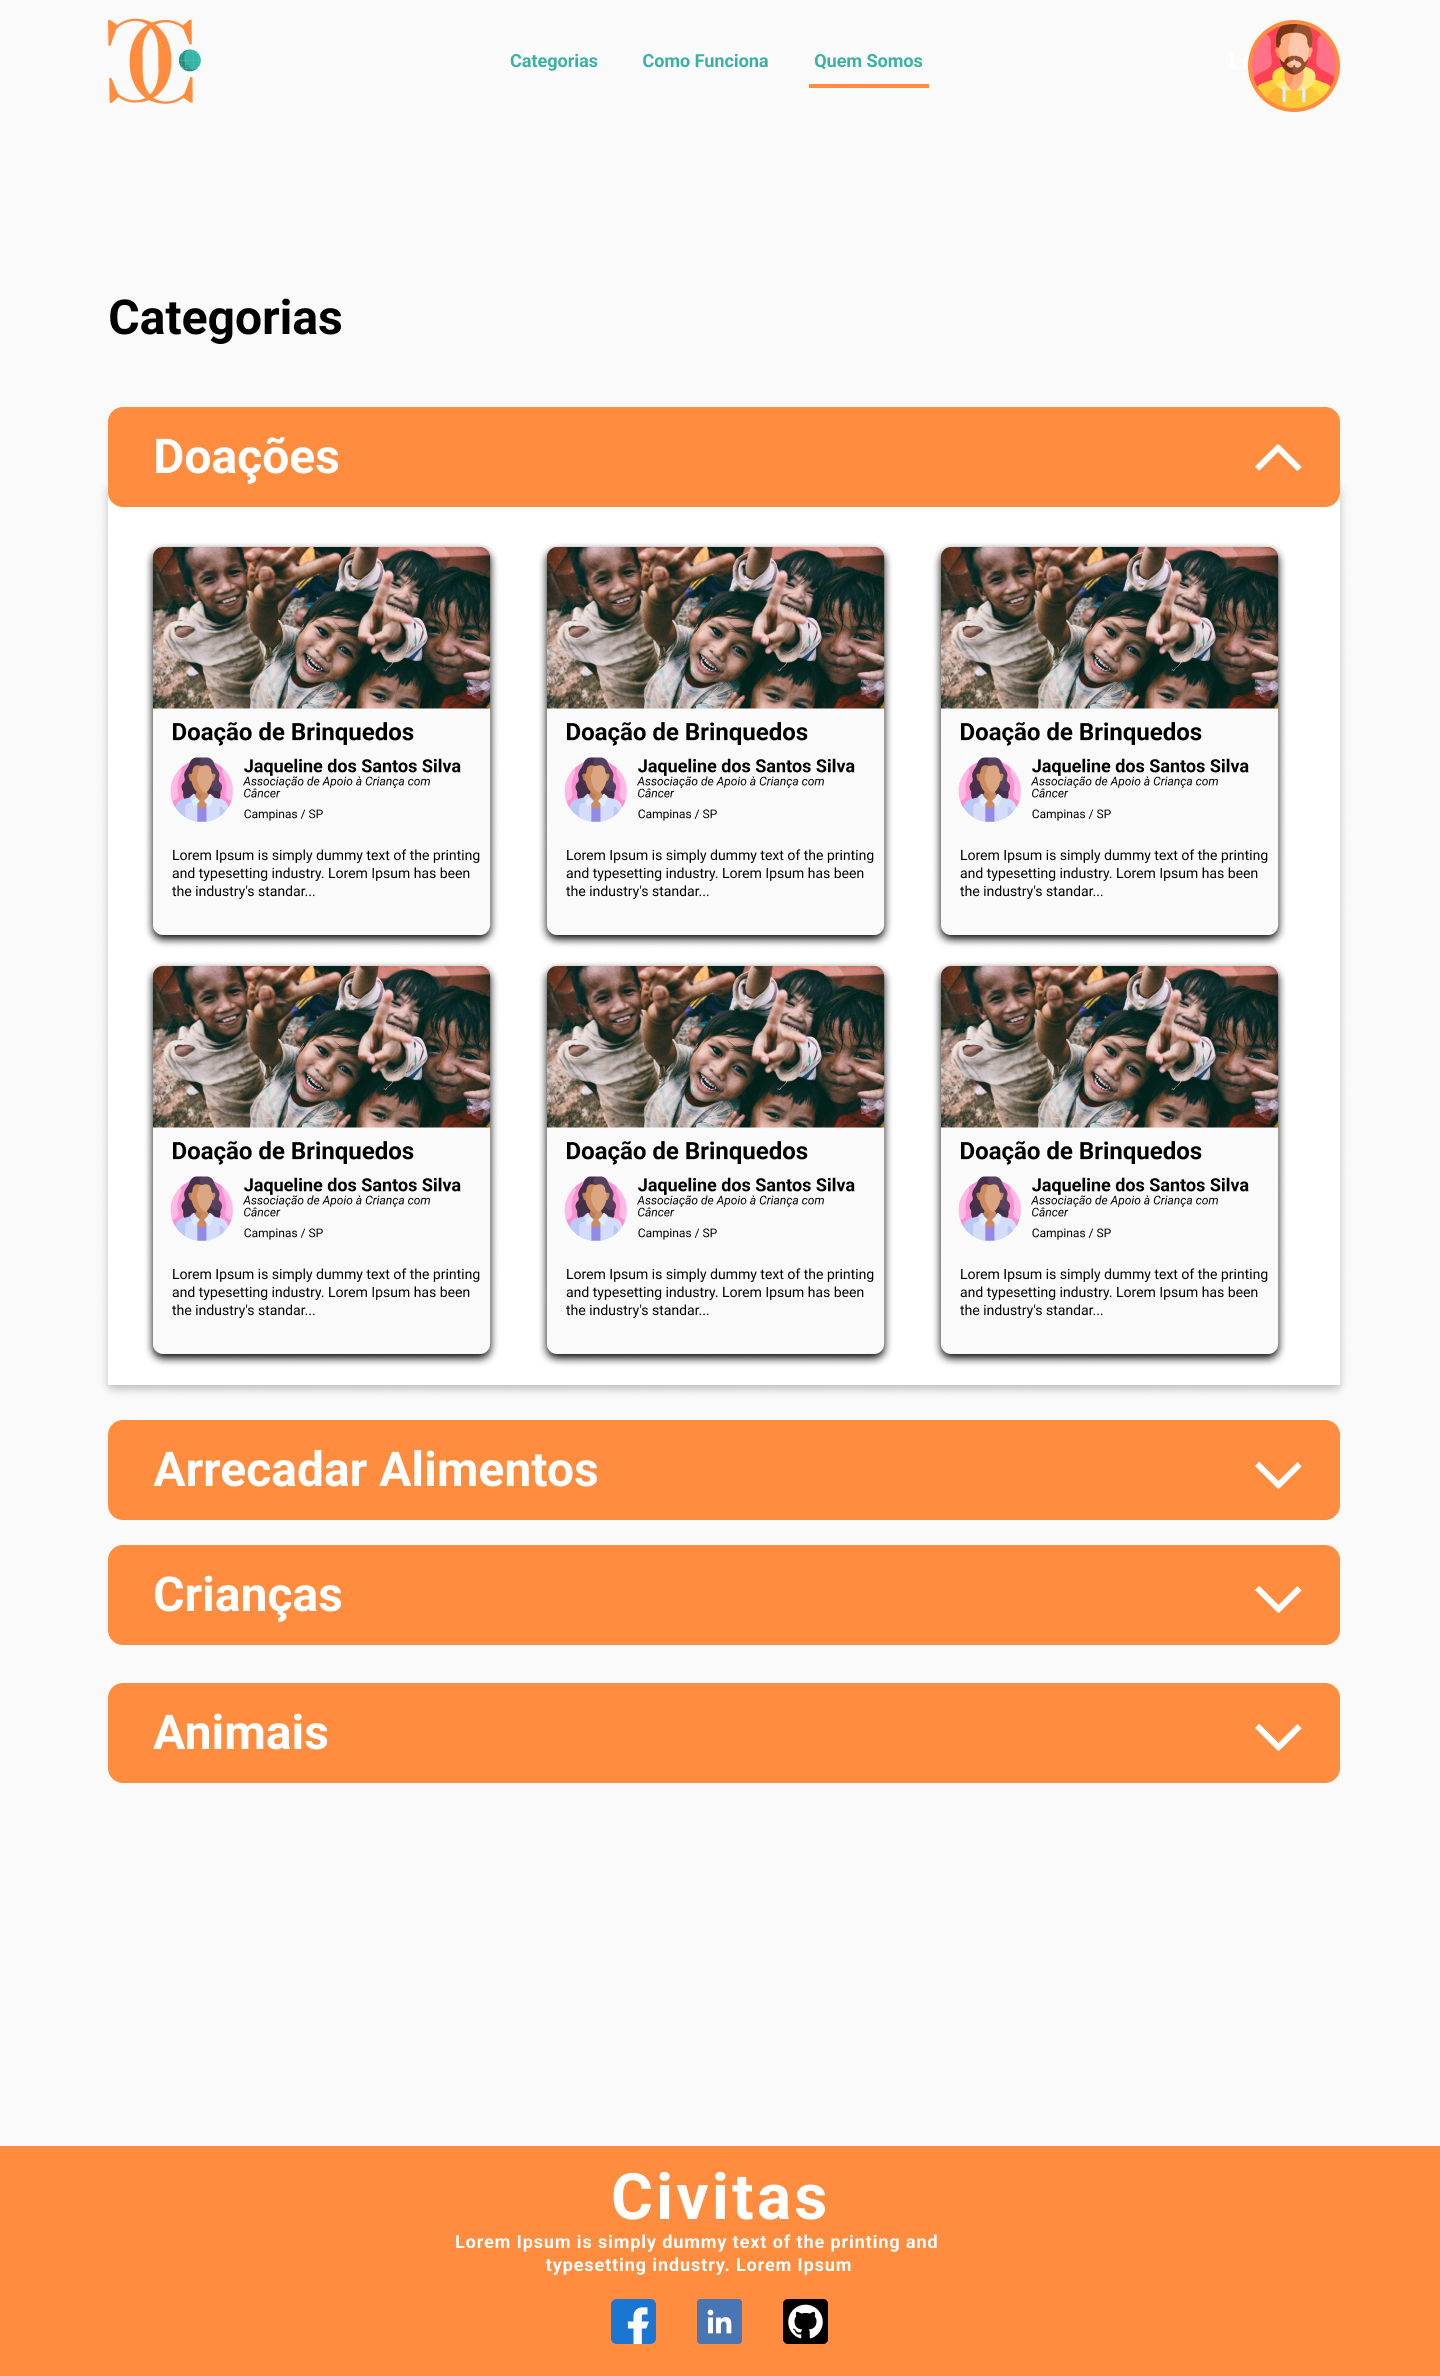 Categorias Como Funciona Quem Somos
Categorias
Doações
Doação de Brinquedos
Jaqueline dos Santos Silva
Associação de Apoio à Criança com
Câncer
Campinas / SP
Lorem Ipsum is simply dummy text of the printing
and typesetting industry. Lorem Ipsum has been
the industry's standar...
Doação de Brinquedos
Jaqueline dos Santos Silva
Associação de Apoio à Criança com
Câncer
Campinas / SP
Lorem Ipsum is simply dummy text of the printing
and typesetting industry. Lorem Ipsum has been
the industry's standar...
Doação de Brinquedos
Jaqueline dos Santos Silva
Associação de Apoio à Criança com
Câncer
Campinas / SP
Lorem Ipsum is simply dummy text of the printing
and typesetting industry. Lorem Ipsum has been
the industry's standar...
Doação de Brinquedos
Jaqueline dos Santos Silva
Associação de Apoio à Criança com
Câncer
Campinas / SP
Lorem Ipsum is simply dummy text of the printing
and typesetting industry. Lorem Ipsum has been
the industry's standar...
Doação de Brinquedos
Jaqueline dos Santos Silva
Associação de Apoio à Criança com
Câncer
Campinas / SP
Lorem Ipsum is simply dummy text of the printing
and typesetting industry. Lorem Ipsum has been
the industry's standar...
Doação de Brinquedos
Jaqueline dos Santos Silva
Associação de Apoio à Criança com
Câncer
Campinas / SP
Lorem Ipsum is simply dummy text of the printing
and typesetting industry. Lorem Ipsum has been
the industry's standar...
Arrecadar Alimentos
Crianças
Animais
Civitas
Lorem Ipsum is simply dummy text of the printing and
typesetting industry. Lorem Ipsum
in